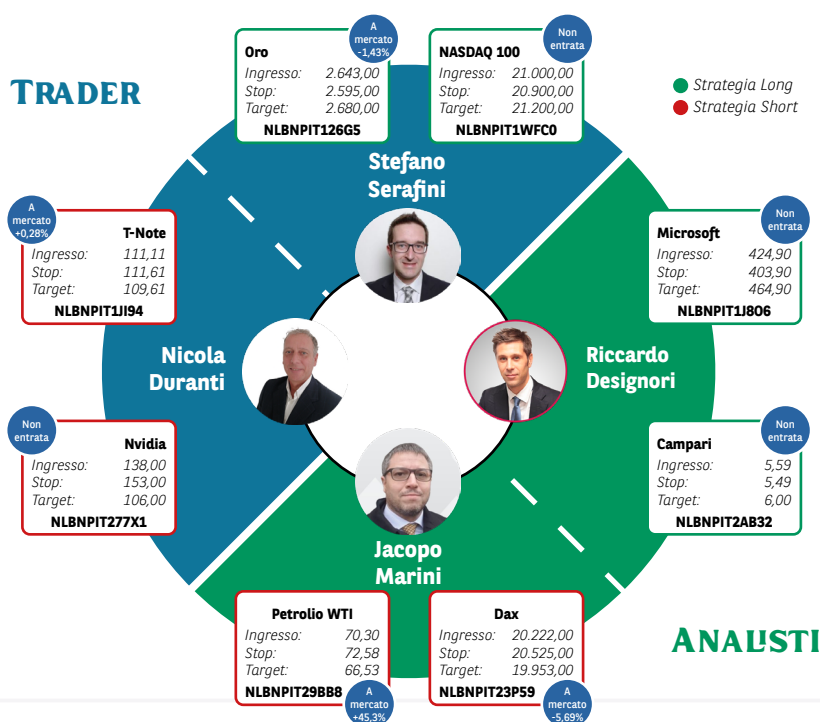 TRADER
A
mercato
-1,43%
Oro
Ingresso: 2.643,00
Stop: 2.595,00
Target: 2.680,00
NLBNPIT126G5
Non
entrata
NASDAQ 100
Ingresso: 21.000,00
Stop: 20.900,00
Target: 21.200,00
NLBNPIT1WFC0
Strategia Long
Strategia Short
Stefano
Serafini
A
mercato
+0,28%
T-Note
Ingresso: 111,11
Stop: 111,61
Target: 109,61
NLBNPIT1JI94
Non
entrata
Microsoft
Ingresso: 424,90
Stop: 403,90
Target: 464,90
NLBNPIT1J8O6
Nicola
Duranti
Riccardo
Designori
Non
entrata
Nvidia
Ingresso: 138,00
Stop: 153,00
Target: 106,00
NLBNPIT277X1
Non
entrata
Campari
Ingresso: 5,59
Stop: 5,49
Target: 6,00
NLBNPIT2AB32
Jacopo
Marini
Petrolio WTI
Ingresso: 70,30
Stop: 72,58
Target: 66,53
NLBNPIT29BB8
A
mercato
+45,3%
Dax
Ingresso: 20.222,00
Stop: 20.525,00
Target: 19.953,00
NLBNPIT23P59
A
mercato
-5,69%
ANALISTI